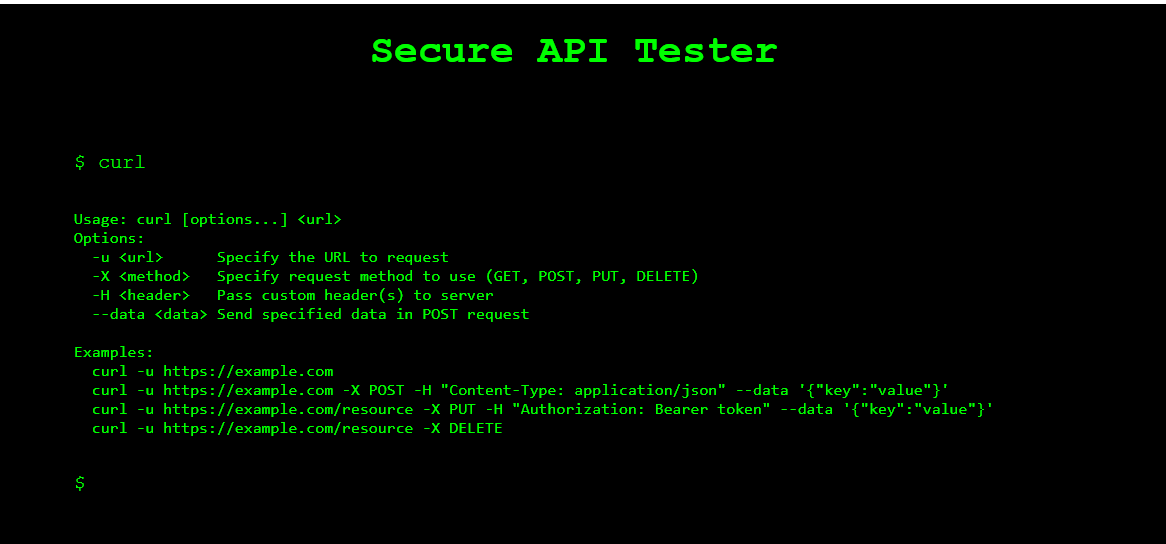 Secure API Tester
$ curl
Usage: curl [options...] <url>
Options:
  -u <url>      Specify the URL to request
  -X <method>   Specify request method to use (GET, POST, PUT, DELETE)
  -H <header>   Pass custom header(s) to server
  --data <data> Send specified data in POST request
Examples:
  curl -u https://example.com
  curl -u https://example.com -X POST -H "Content-Type: application/json" --data '{"key":"value"}'
  curl -u https://example.com/resource -X PUT -H "Authorization: Bearer token" --data '{"key":"value"}'
  curl -u https://example.com/resource -X DELETE
$